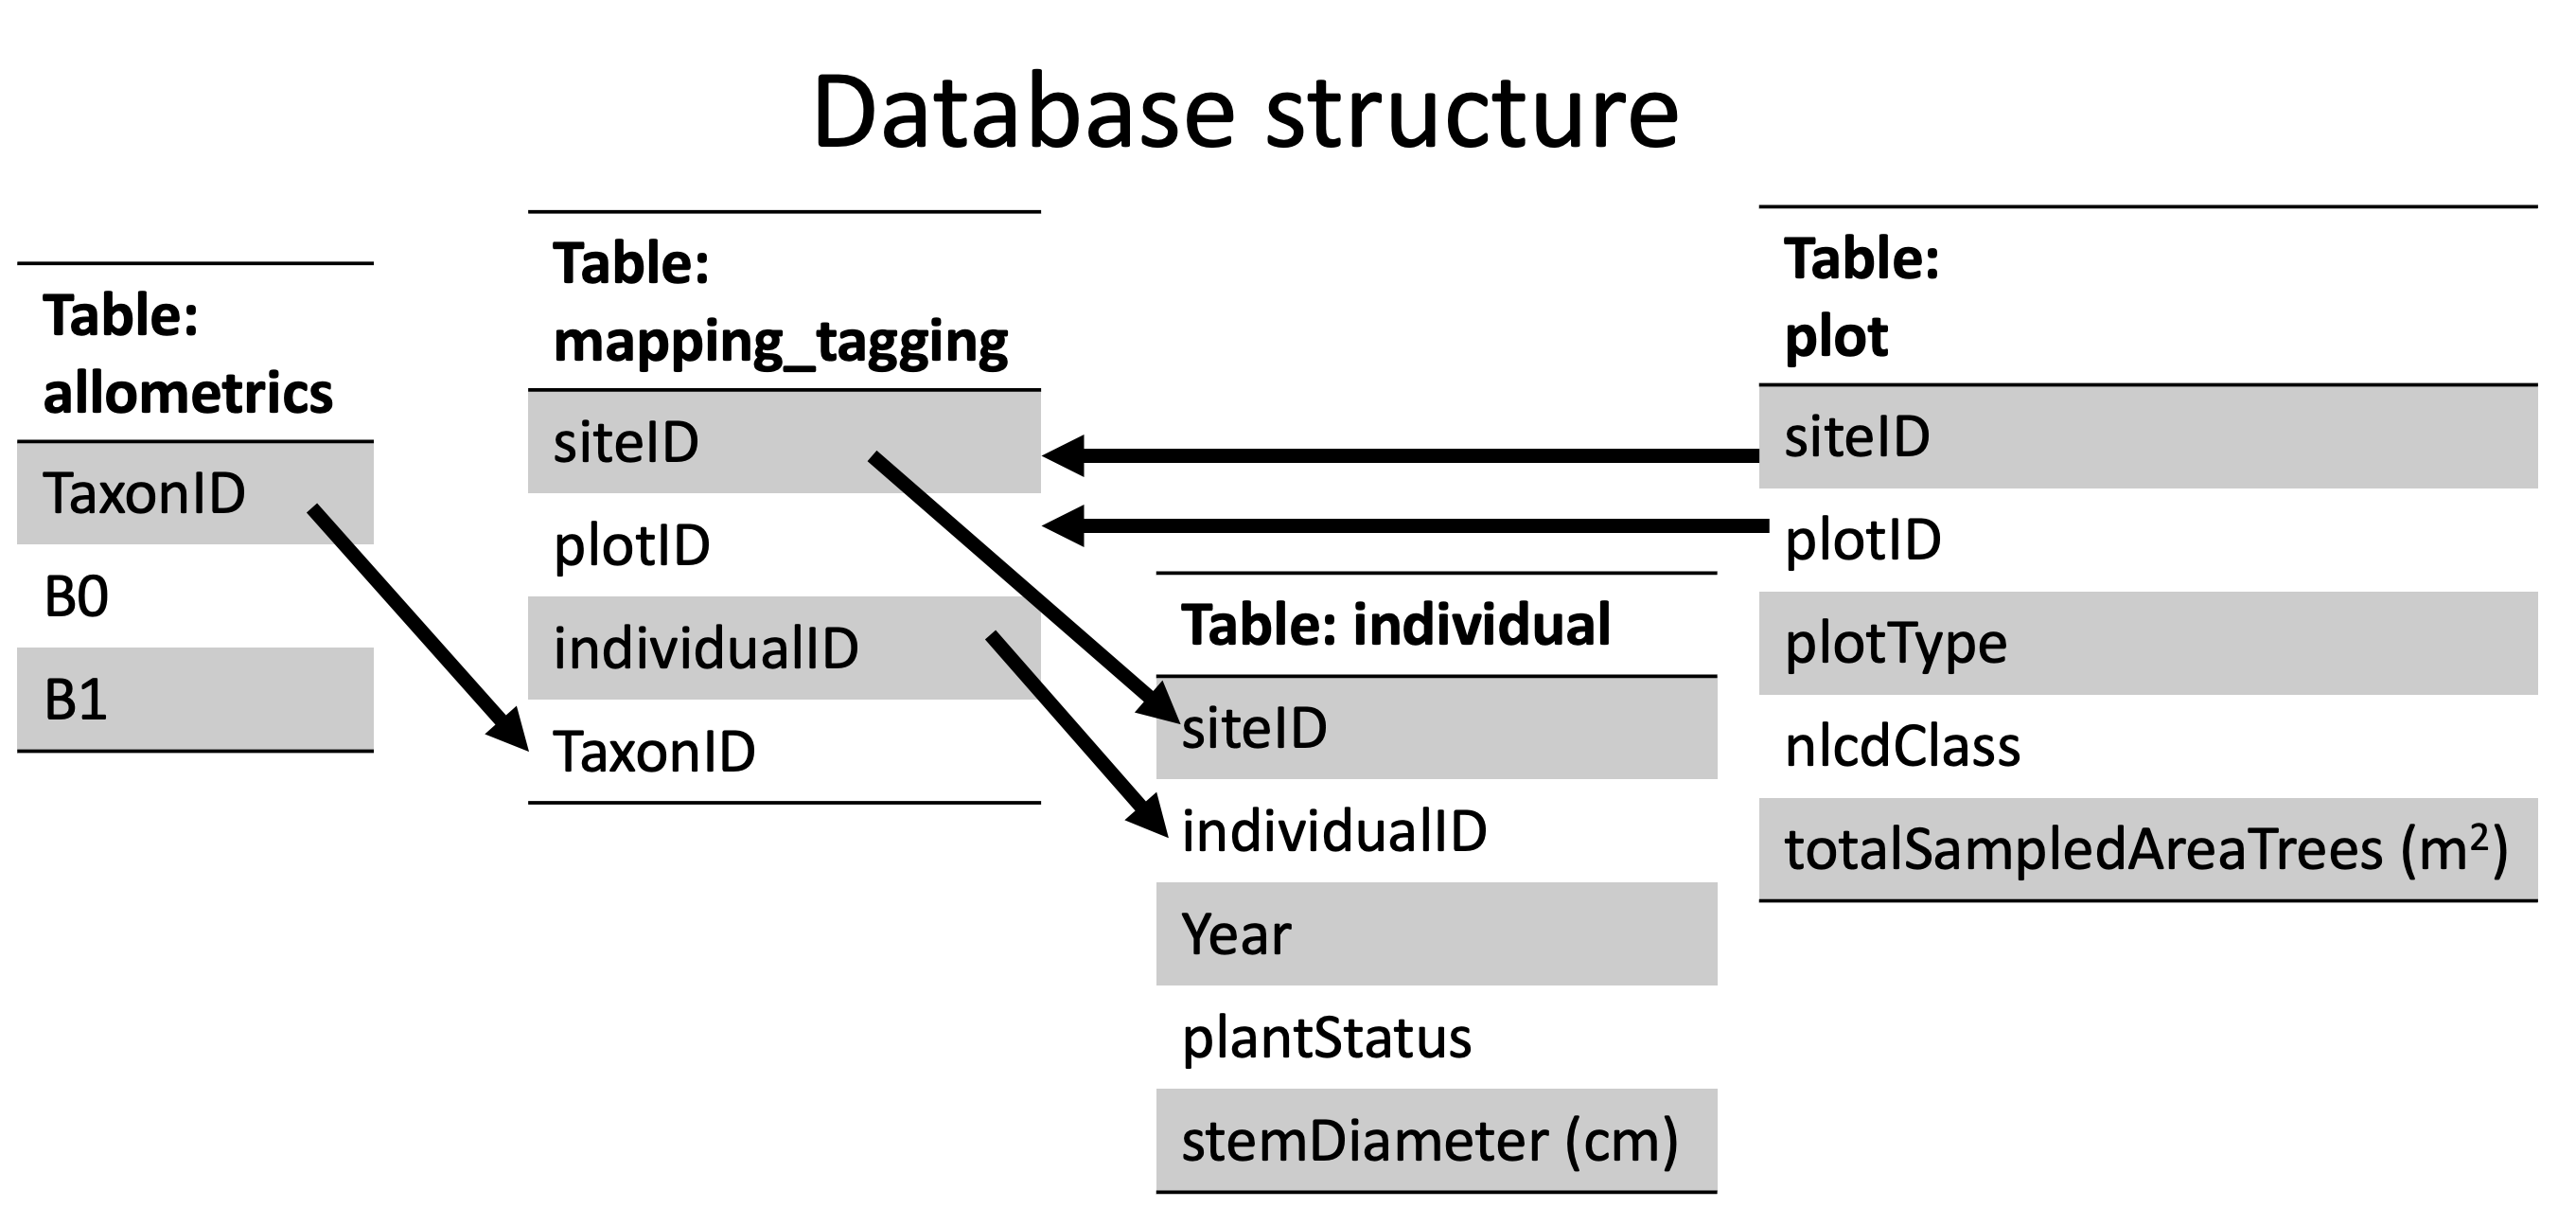 Database structure
Table:
allometrics
TaxonID
B0
B1
Table:
mapping_tagging
siteID
plotID
individualID
TaxonID
Table: individual
siteID
individualID
Year
plantStatus
stemDiameter (cm)
Table:
plot
siteID
plotID
plotType
nlcdClass
totalSampledAreaTrees (m²)